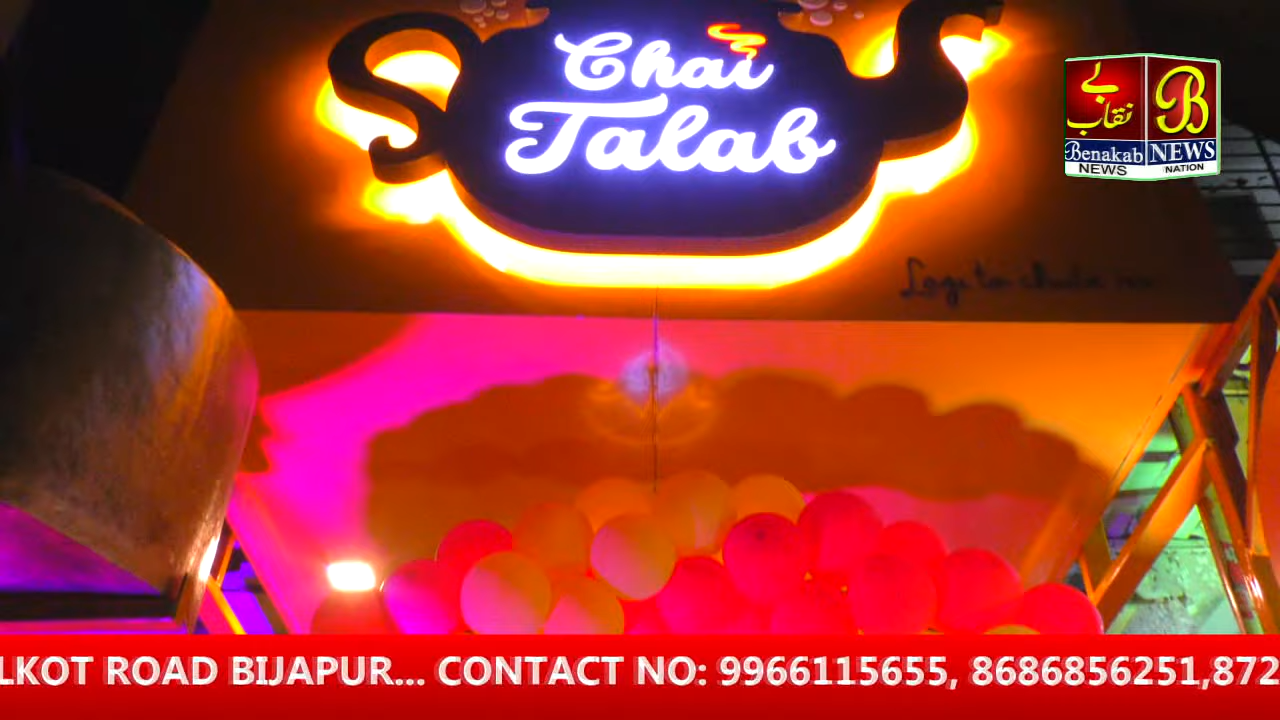 Chai
Talab
بے
نقاب
B
Benakab
NEWS
NEWS
NATION
LKOT ROAD BIJAPUR... CONTACT NO: 9966115655, 8686856251,872